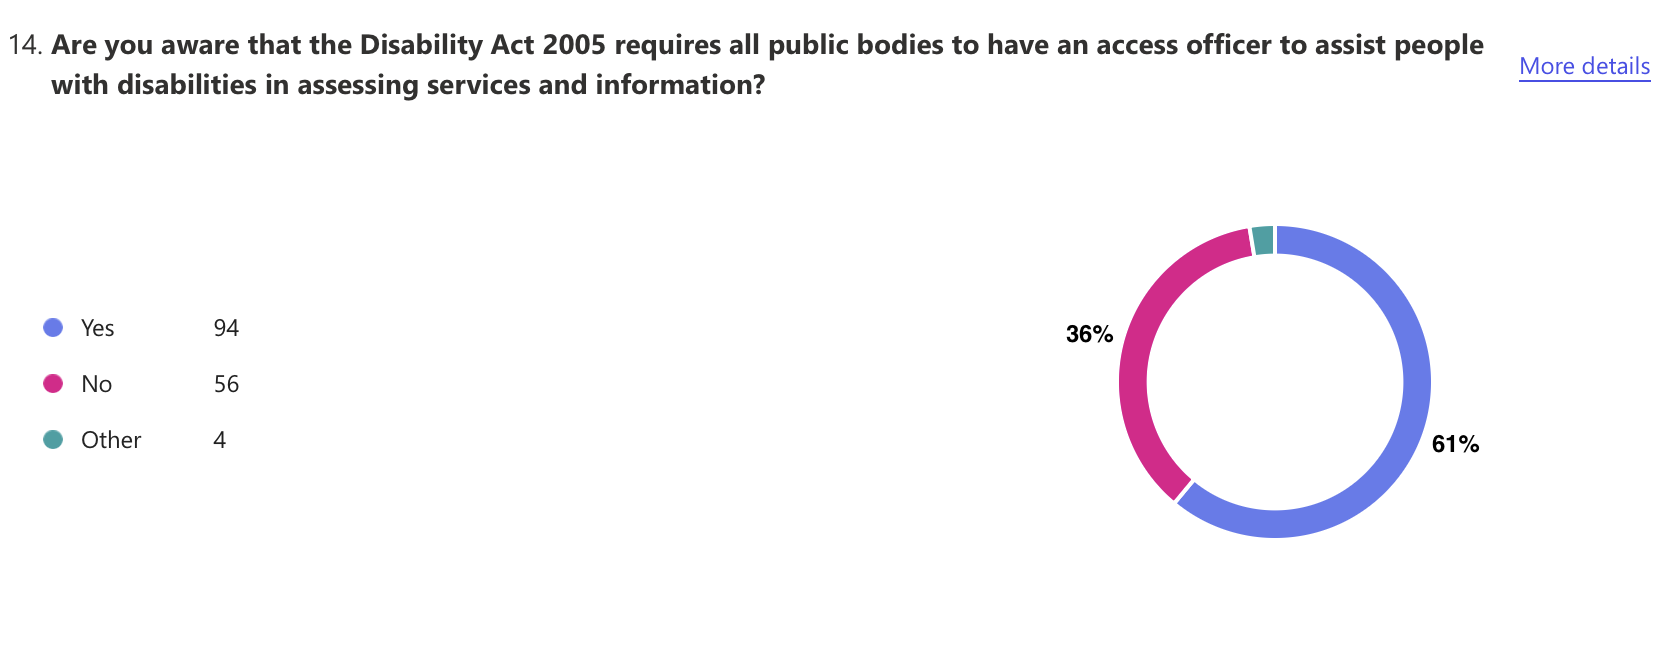 14. Are you aware that the Disability Act 2005 requires all public bodies to have an access officer to assist people
with disabilities in assessing services and information?
More details
Yes 94
No 56
Other 4
36%
61%